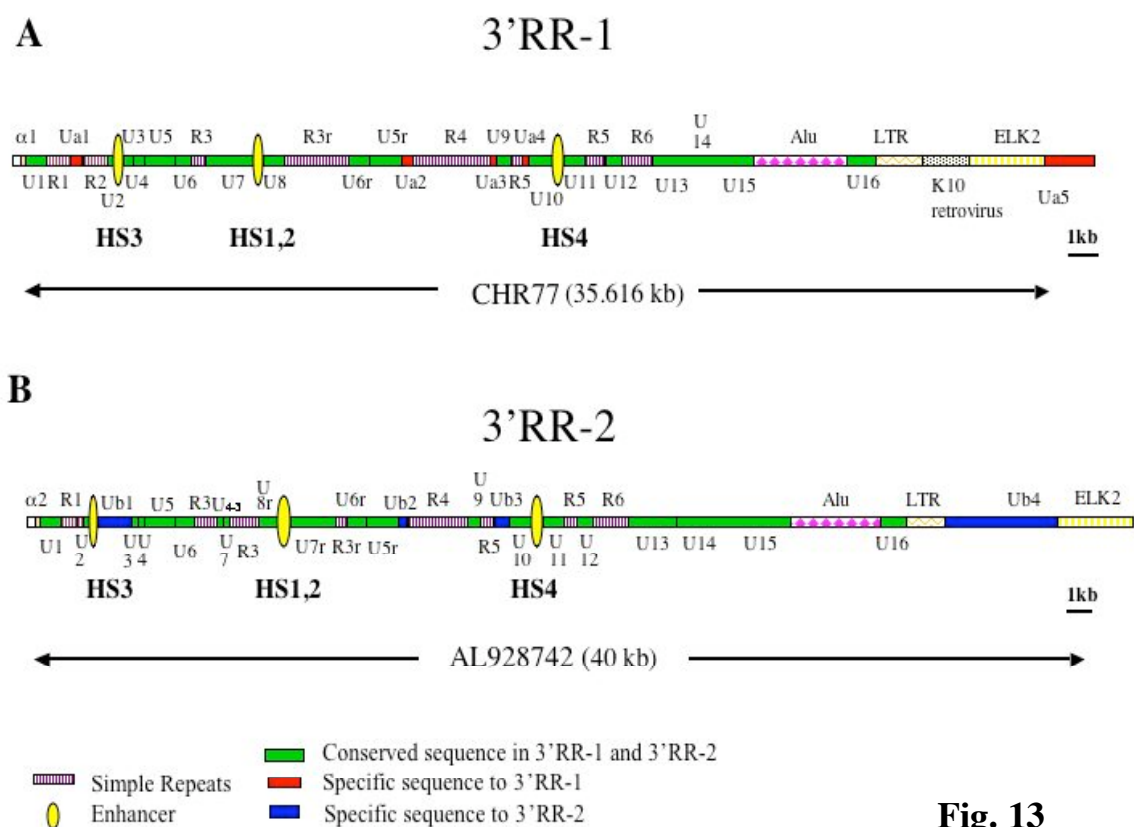 A
3'RR-1
U
α1 Ua1 U3 U5 R3 R3r U5r R4 U9 Ua4 R5 R6 14 Alu LTR ELK2
U1 R1 R2 U4 U6 U7 U8 U6r Ua2 Ua3 R5 U11 U12 U13 U15 U16 K10 Ua5
U2 U10 retrovirus
HS3 HS1,2 HS4 1kb
CHR77 (35.616 kb)
B
3'RR-2
U U
α2 R1 Ub1 U5 R3 U4-3 8r U6r Ub2 R4 9 Ub3 R5 R6 Alu LTR Ub4 ELK2
U1 U U U U6 U R3 U7r R3r U5r R5 U U U U13 U14 U15 U16
2 3 4 7 10 11 12
HS3 HS1,2 HS4 1kb
AL928742 (40 kb)
Conserved sequence in 3'RR-1 and 3'RR-2
Simple Repeats Specific sequence to 3'RR-1
Enhancer Specific sequence to 3'RR-2
Fig. 13